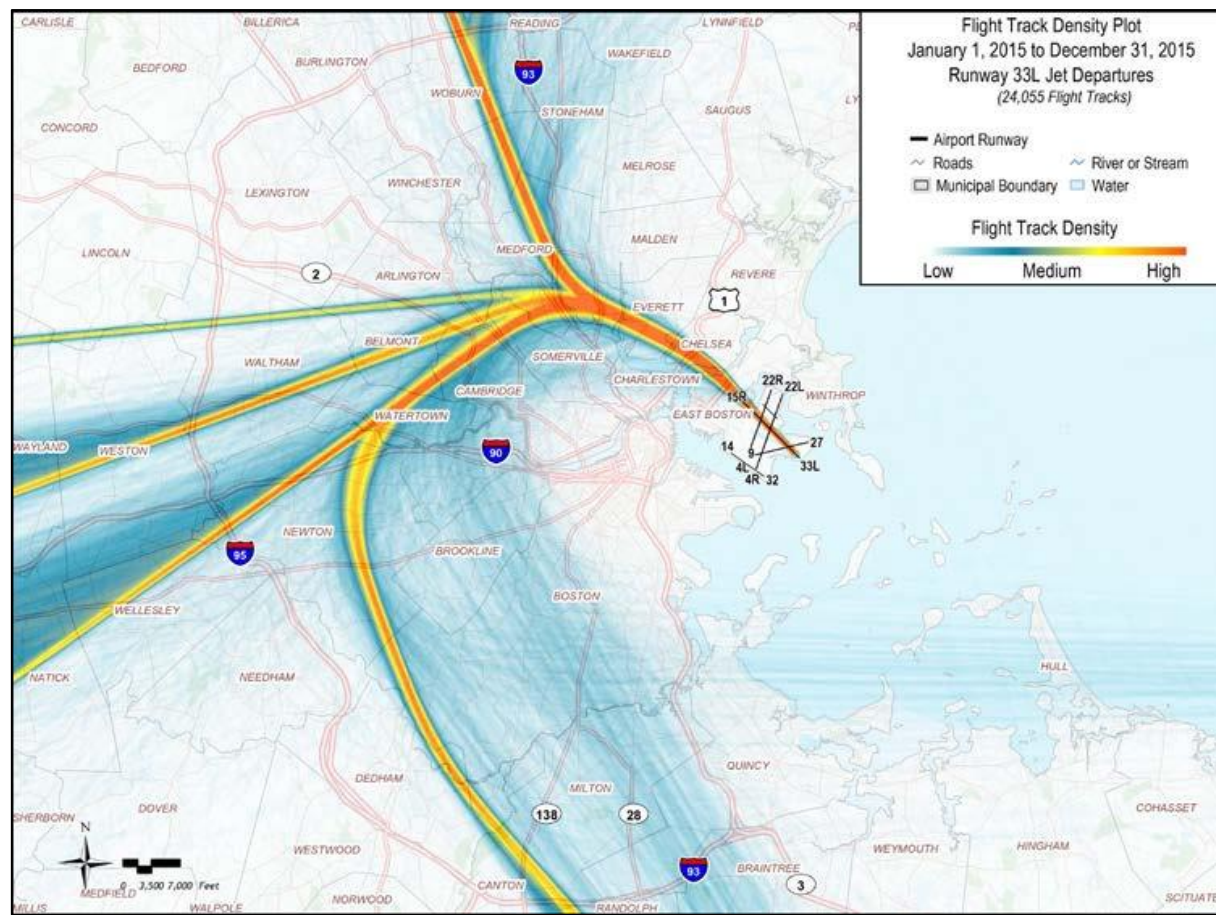 CARLISLE
BILLERICA
READING
LYNNFIELD
Flight Track Density Plot
January 1, 2015 to December 31, 2015
Runway 33L Jet Departures
(24,055 Flight Tracks)
BEDFORD
BURLINGTON
WAKEFIELD
93
WOBURN
STONEHAM
SAUGUS
LY
CONCORD
Airport Runway
Roads
River or Stream
Municipal Boundary
Water
MELROSE
WINCHESTER
LEXINGTON
Flight Track Density
Low Medium High
LINCOLN
MEDFORD
MALDEN
2
ARLINGTON
REVERE
1
EVERETT
BELMONT
CHELSEA
WALTHAM
SOMERVILLE
CHARLESTOWN
22R
22L
CAMBRIDGE
15R
WINTHROP
WATERTOWN
EAST BOSTON
WAYLAND
WESTON
90
14
9
27
33L
4L
4R
32
NEWTON
95
BROOKLINE
BOSTON
WELLESLEY
NATICK
NEEDHAM
HULL
QUINCY
DEDHAM
MILTON
DOVER
SHERBORN
138
28
COHASSET
N
0 3,500 7,000 Feet
WESTWOOD
WEYMOUTH
HINGHAM
93
BRAINTREE
3
MEDFIELD
CANTON
MILLIS
WALPOLE
NORWOOD
RANDOLPH
SCITUATE